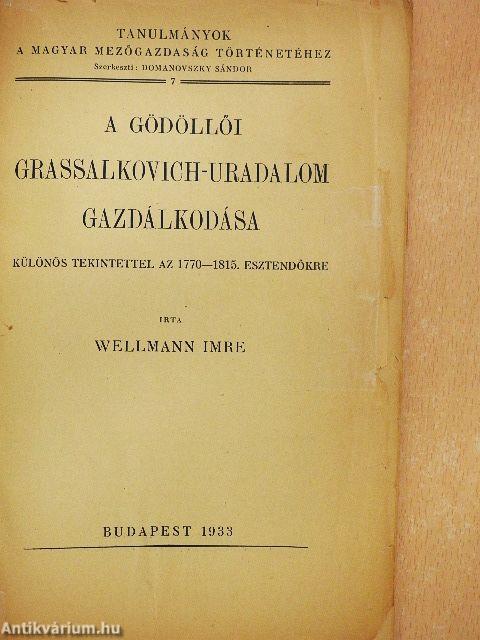 TANULMÁNYOK
A MAGYAR MEZŐGAZDASÁG TÖRTÉNETÉHEZ
Szerkeszti: DOMANOVSZKY SÁNDOR
7
A GÖDÖLLŐI
GRASSALKOVICH-URADALOM
GAZDÁLKODÁSA
KÜLÖNÖS TEKINTETTEL AZ 1770—1815. ESZTENDŐKRE
IRTA
WELLMANN IMRE
BUDAPEST 1933
Antikvárium.hu